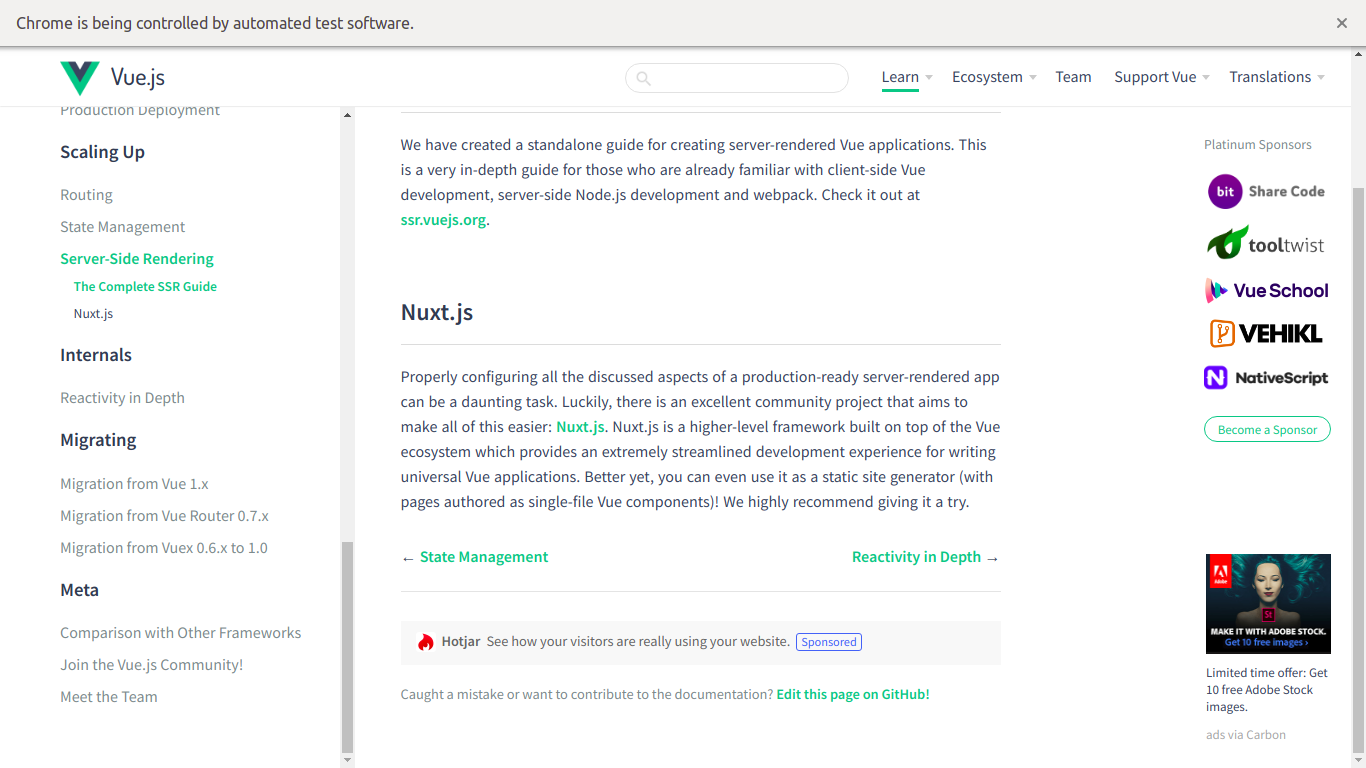 Chrome is being controlled by automated test software.
Vue.js
Learn
Ecosystem
Team
Support Vue
Translations
Production Deployment
Scaling Up
Routing
State Management
Server-Side Rendering
The Complete SSR Guide
Nuxt.js
Internals
Reactivity in Depth
Migrating
Migration from Vue 1.x
Migration from Vue Router 0.7.x
Migration from Vuex 0.6.x to 1.0
Meta
Comparison with Other Frameworks
Join the Vue.js Community!
Meet the Team
We have created a standalone guide for creating server-rendered Vue applications. This
is a very in-depth guide for those who are already familiar with client-side Vue
development, server-side Node.js development and webpack. Check it out at
ssr.vuejs.org.
Nuxt.js
Properly configuring all the discussed aspects of a production-ready server-rendered app
can be a daunting task. Luckily, there is an excellent community project that aims to
make all of this easier: Nuxt.js. Nuxt.js is a higher-level framework built on top of the Vue
ecosystem which provides an extremely streamlined development experience for writing
universal Vue applications. Better yet, you can even use it as a static site generator (with
pages authored as single-file Vue components)! We highly recommend giving it a try.
← State Management
Reactivity in Depth →
Hotjar See how your visitors are really using your website. Sponsored
Caught a mistake or want to contribute to the documentation? Edit this page on GitHub!
Platinum Sponsors
bit Share Code
tooltwist
Vue School
VEHIKL
NativeScript
Become a Sponsor
Adobe
St
MAKE IT WITH ADOBE STOCK.
Get 10 free images ›
Limited time offer: Get
10 free Adobe Stock
images.
ads via Carbon